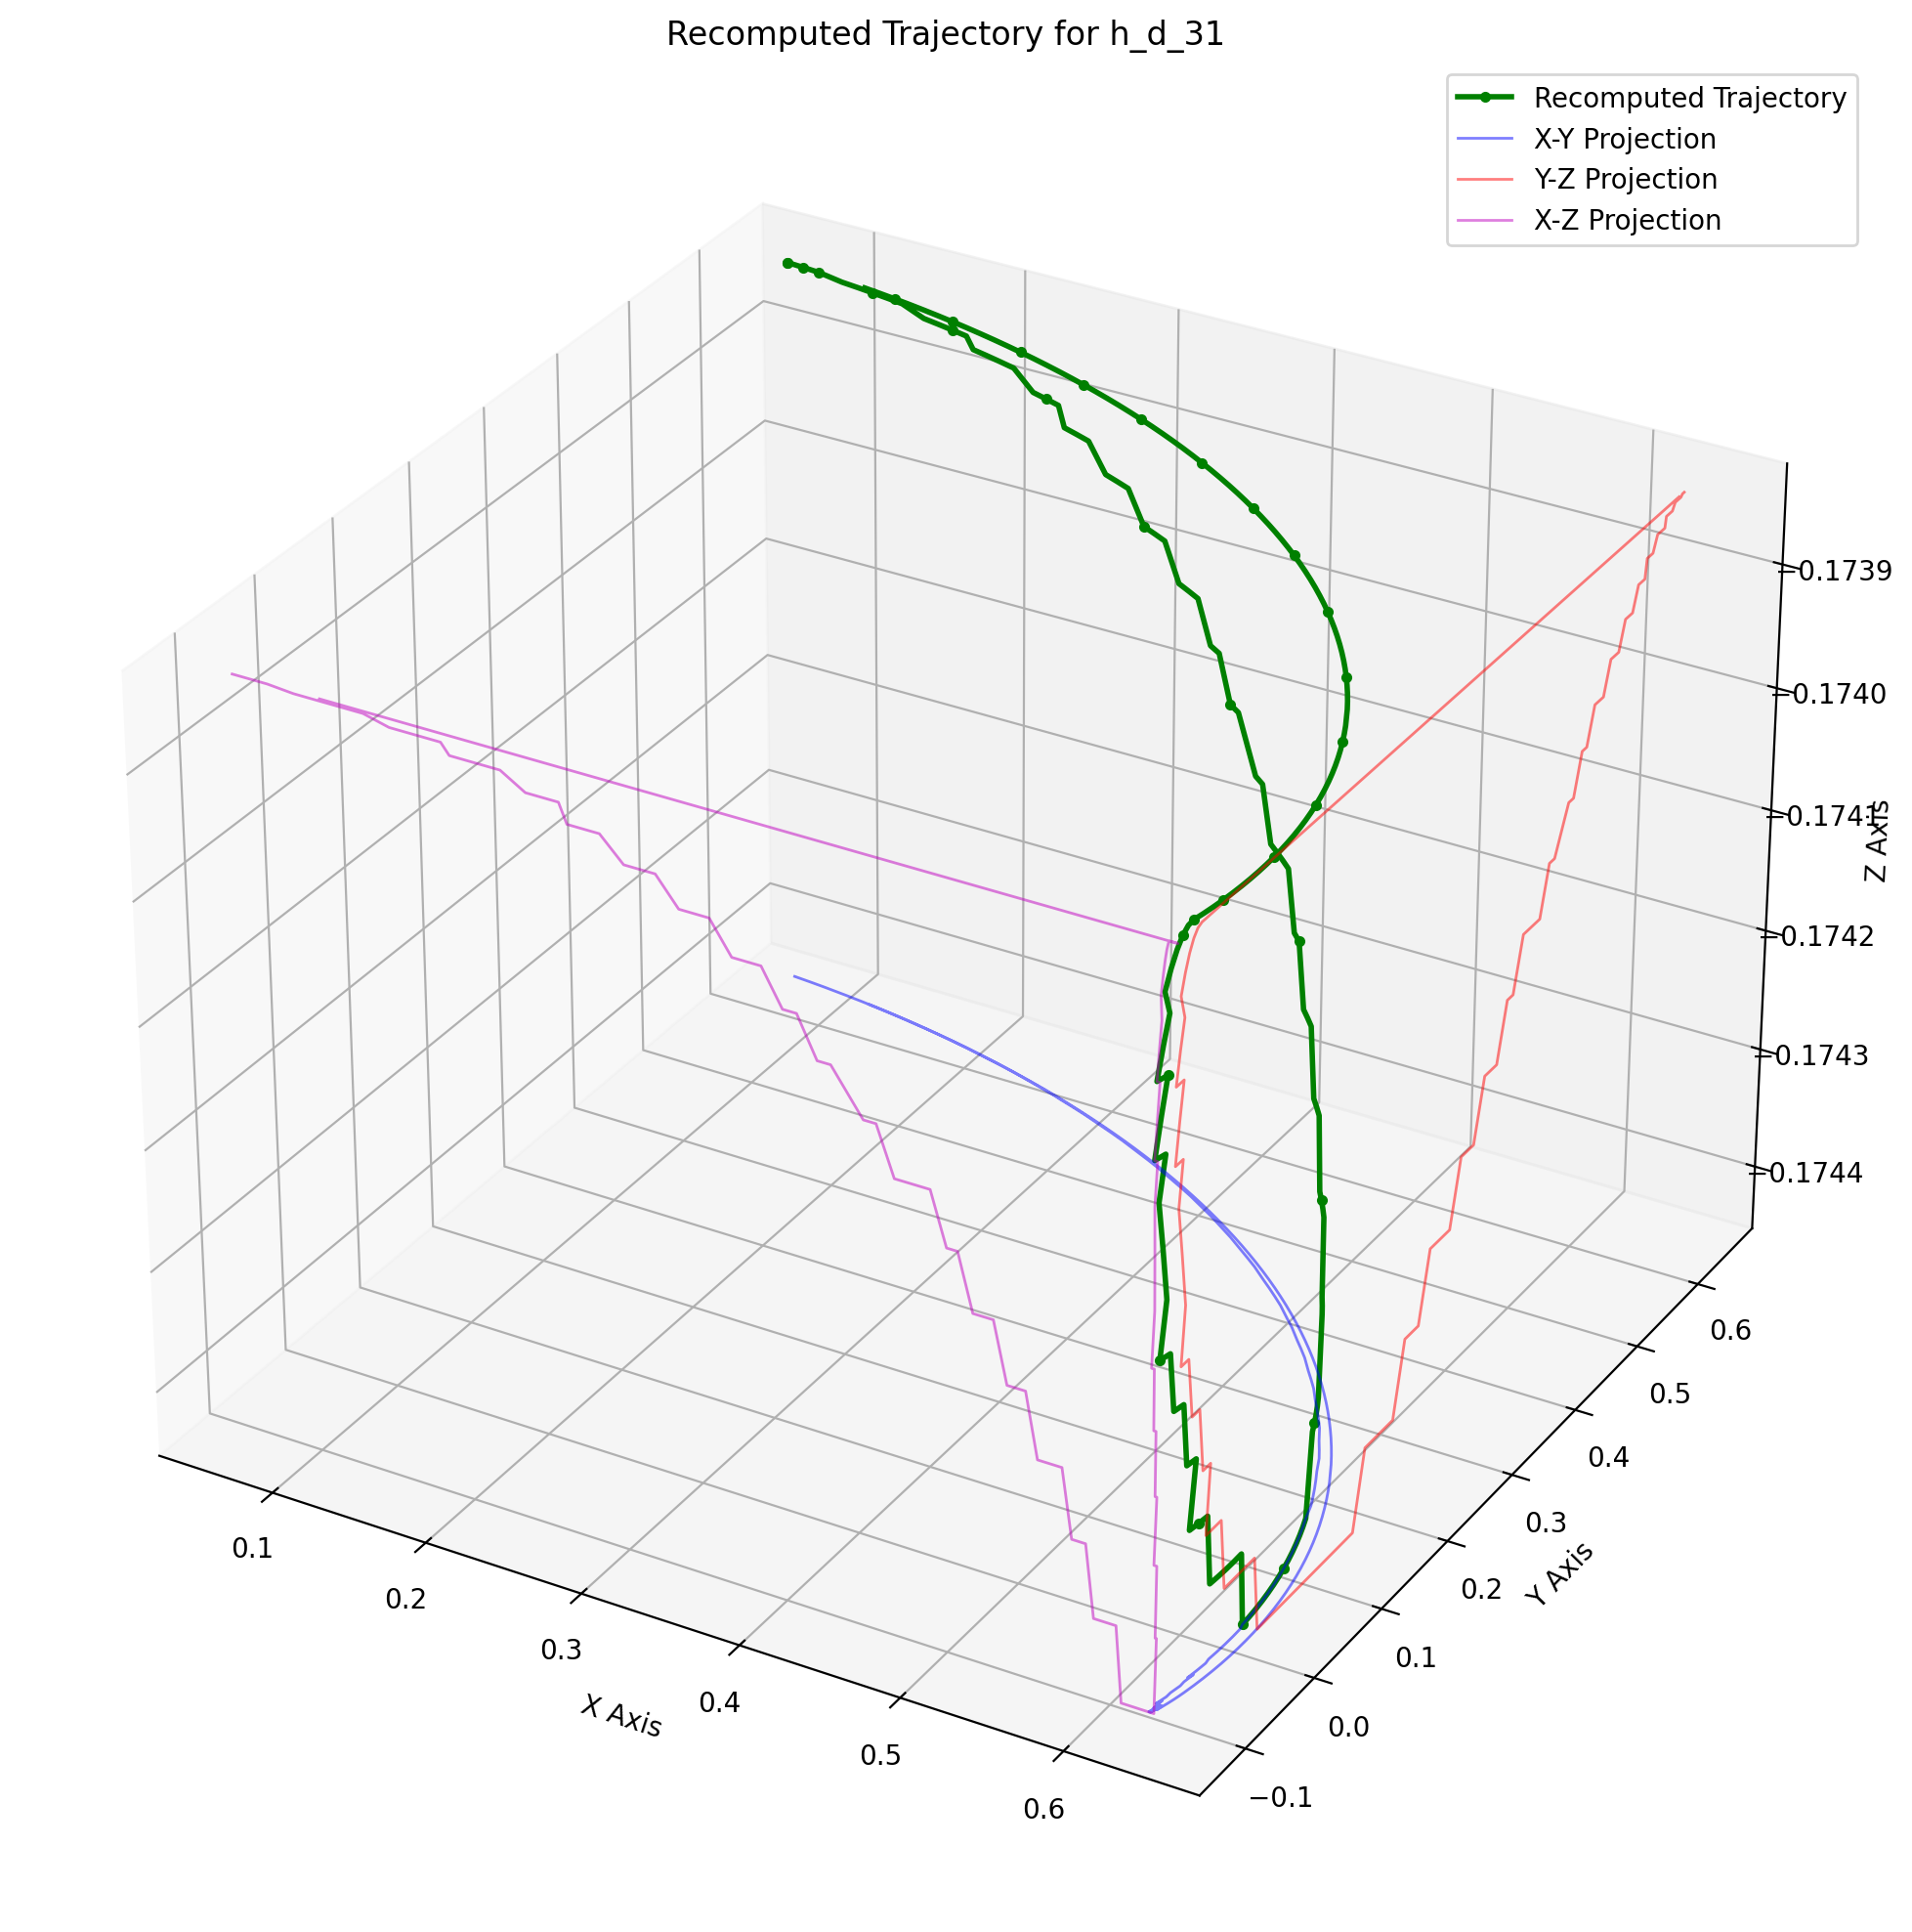 Recomputed Trajectory for h_d_31
Recomputed Trajectory
X-Y Projection
Y-Z Projection
X-Z Projection
0.1739
0.1740
0.1741
Z Axis
0.1742
0.1743
0.1744
0.6
0.5
0.4
0.3
0.2
0.1
0.0
−0.1
Y Axis
0.1
0.2
0.3
0.4
0.5
0.6
X Axis